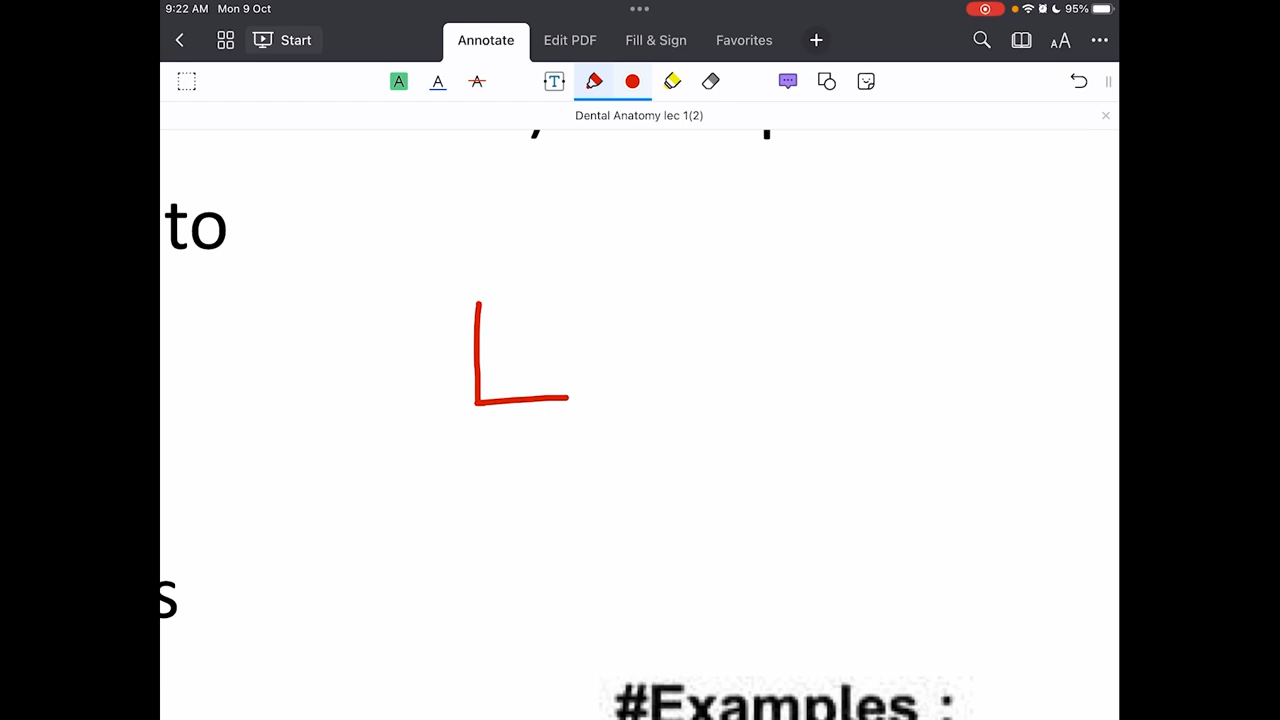 9:22 AM Mon 9 Oct 95%
Start Annotate Edit PDF Fill & Sign Favorites
A A A T
Dental Anatomy lec 1(2)
to
s
#Examples :